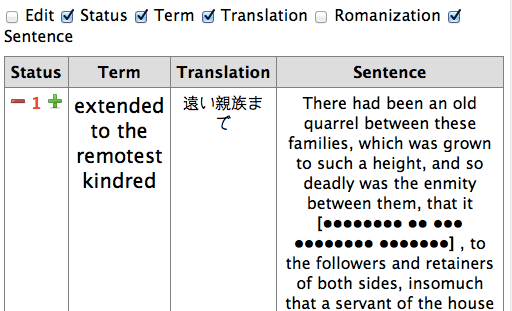 Edit Status Term Translation Romanization
Sentence
Status Term Translation Sentence
1
extended
to the
remotest
kindred
遠い親族ま
で
There had been an old
quarrel between these
families, which was grown
to such a height, and so
deadly was the enmity
between them, that it
[●●●●●●●● ●● ●●●
●●●●●●●● ●●●●●●●] , to
the followers and retainers
of both sides, insomuch
that a servant of the house